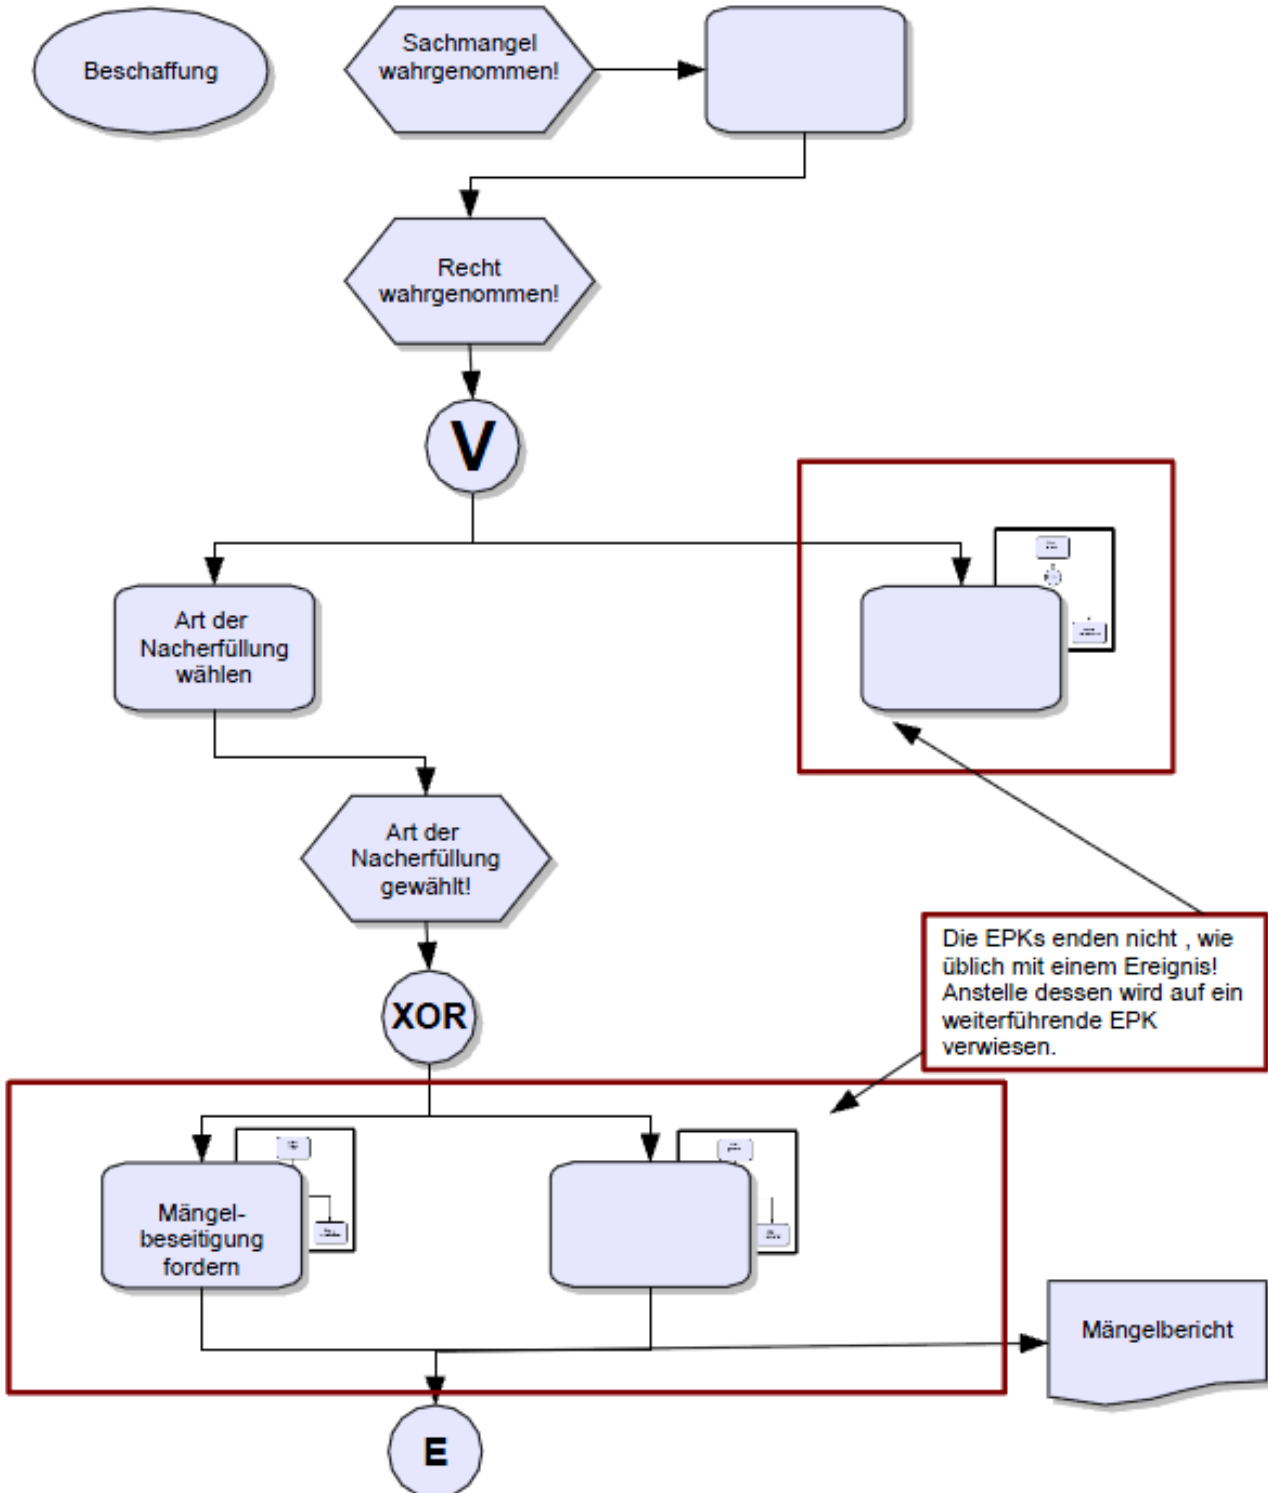 Beschaffung
Sachmangel
wahrgenommen!
Recht
wahrgenommen!
V
Art der
Nacherfüllung
wählen
Art der
Nacherfüllung
gewählt!
Die EPKs enden nicht , wie
üblich mit einem Ereignis!
Anstelle dessen wird auf ein
weiterführende EPK
verwiesen.
XOR
Mängel-
beseitigung
fordern
Mängelbericht
E